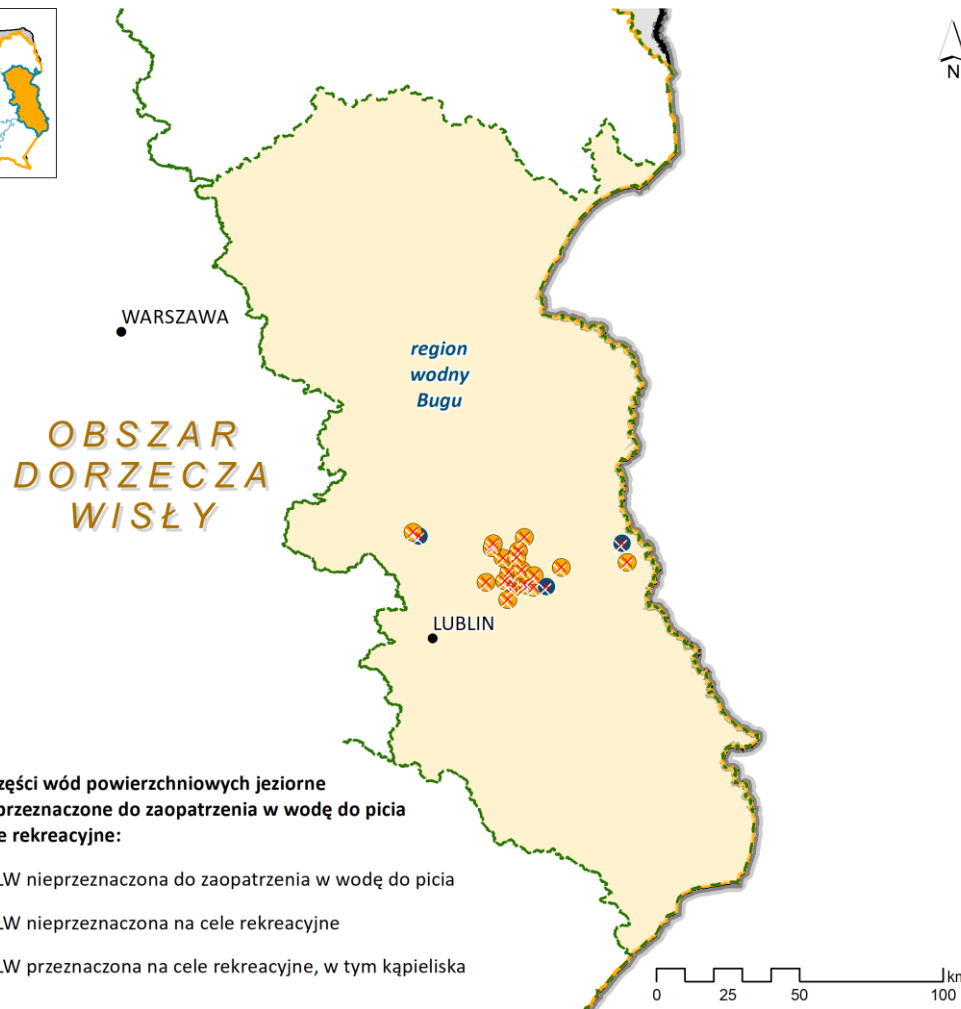 N
WARSZAWA
region
wodny
Bugu
OBSZAR
DORZECZA
WISŁY
LUBLIN
zęści wód powierzchniowych jeziorne
przeznaczone do zaopatrzenia w wodę do picia
e rekreacyjne:
LW nieprzeznaczona do zaopatrzenia w wodę do picia
LW nieprzeznaczona na cele rekreacyjne
LW przeznaczona na cele rekreacyjne, w tym kąpieliska
km
0 25 50 100